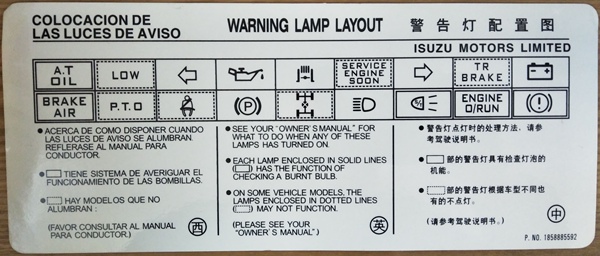 COLOCACION DE
LAS LUCES DE AVISO
WARNING LAMP LAYOUT
警告灯配置图
ISUZU MOTORS LIMITED
A.T OIL
LOW
SERVICE ENGINE SOON
TR BRAKE
BRAKE AIR
P.T.O
ENGINE O/RUN
● ACERCA DE COMO DISPONER CUANDO
LAS LUCES DE AVISO SE ALUMBRAN.
REFLERASE AL MANUAL PARA
CONDUCTOR.
● TIENE SISTEMA DE AVERIGUAR EL
FUNCIONAMIENTO DE LAS BOMBILLAS.
● HAY MODELOS QUE NO
ALUMBRAN :
(FAVOR CONSULTAR AL MANUAL
PARA CONDUCTOR.)
西
● SEE YOUR "OWNER'S MANUAL" FOR
WHAT TO DO WHEN ANY OF THESE
LAMPS HAS TURNED ON.
● EACH LAMP ENCLOSED IN SOLID LINES
( ) HAS THE FUNCTION OF
CHECKING A BURNT BULB.
● ON SOME VEHICLE MODELS, THE
LAMPS ENCLOSED IN DOTTED LINES
( ) MAY NOT FUNCTION.
(PLEASE SEE YOUR
"OWNER'S MANUAL".)
英
● 警告灯点灯时的处理方法，请参
考驾驶说明书。
● 部的警告灯具有检查灯泡的
机能。
● 部的警告灯根据车型不同也
有的不点灯。
(请参考驾驶说明书。)
中
P. NO. 1850885592